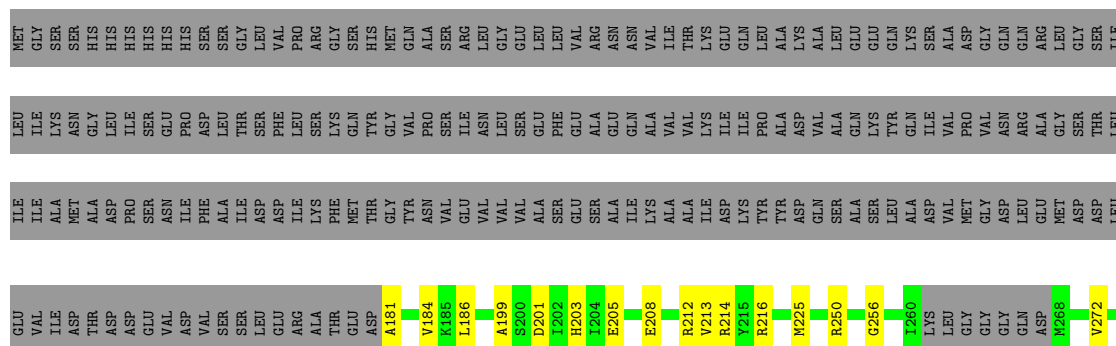 MET GLY SER SER HIS HIS HIS HIS HIS HIS SER SER GLY LEU VAL PRO ARG GLY SER HIS MET GLN ALA SER ARG LEU GLY GLU LEU LEU VAL ARG ASN ASN VAL ILE THR LYS GLU GLN LEU ALA LYS ALA LEU GLU GLU GLN LYS SER ALA ASP GLY GLN GLN ARG LEU GLY SER ILE
LEU ILE LYS ASN GLY LEU ILE SER GLU PRO ASP LEU THR SER PHE LEU SER LYS GLN TYR GLY VAL PRO SER ILE ASN LEU SER GLU PHE GLU ALA GLU GLN ALA VAL VAL LYS ILE ILE PRO ALA ASP VAL ALA GLN LYS TYR GLN ILE VAL PRO VAL ASN ARG ALA GLY SER THR LEU
ILE ILE ALA MET ALA ASP PRO SER ASN ILE PHE ALA ILE ASP ASP ILE LYS PHE MET THR GLY TYR ASN VAL GLU VAL VAL VAL ALA SER GLU SER ALA ILE LYS ALA ALA ILE ASP LYS TYR TYR ASP GLN SER ALA SER LEU ALA ASP VAL MET GLY ASP LEU GLU MET ASP ASP LEU
GLU VAL ILE ASP THR ASP ASP GLU VAL ASP VAL SER SER LEU GLU ARG ALA THR GLU ASP A181 V184 K185 L186 A199 S200 D201 I202 H203 I204 E205 E208 R212 V213 R214 Y215 R216 M225 R250 G256 I260 LYS LEU GLY GLY GLY GLN ASP M268 V272